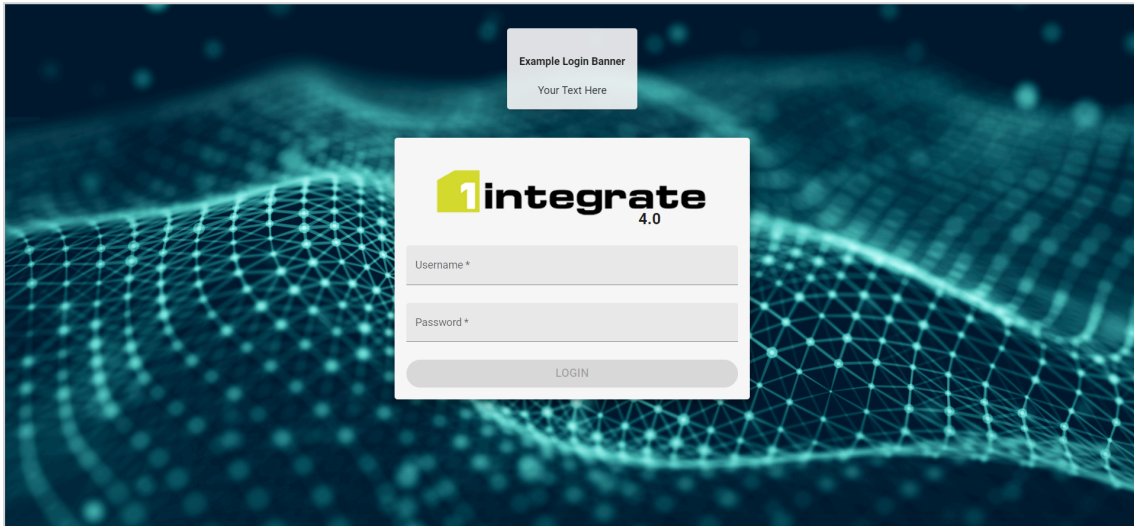 Example Login Banner
Your Text Here
1integrate
4.0
Username *
Password *
LOGIN